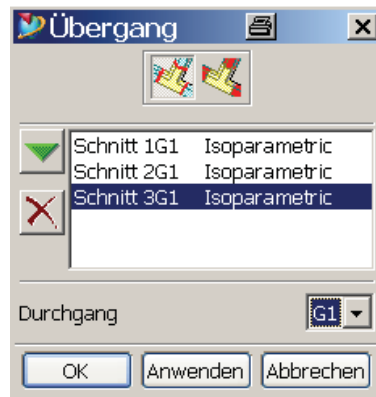 Übergang
Schnitt 1G1 Isoparametric
Schnitt 2G1 Isoparametric
Schnitt 3G1 Isoparametric
Durchgang G1
OK Anwenden Abbrechen